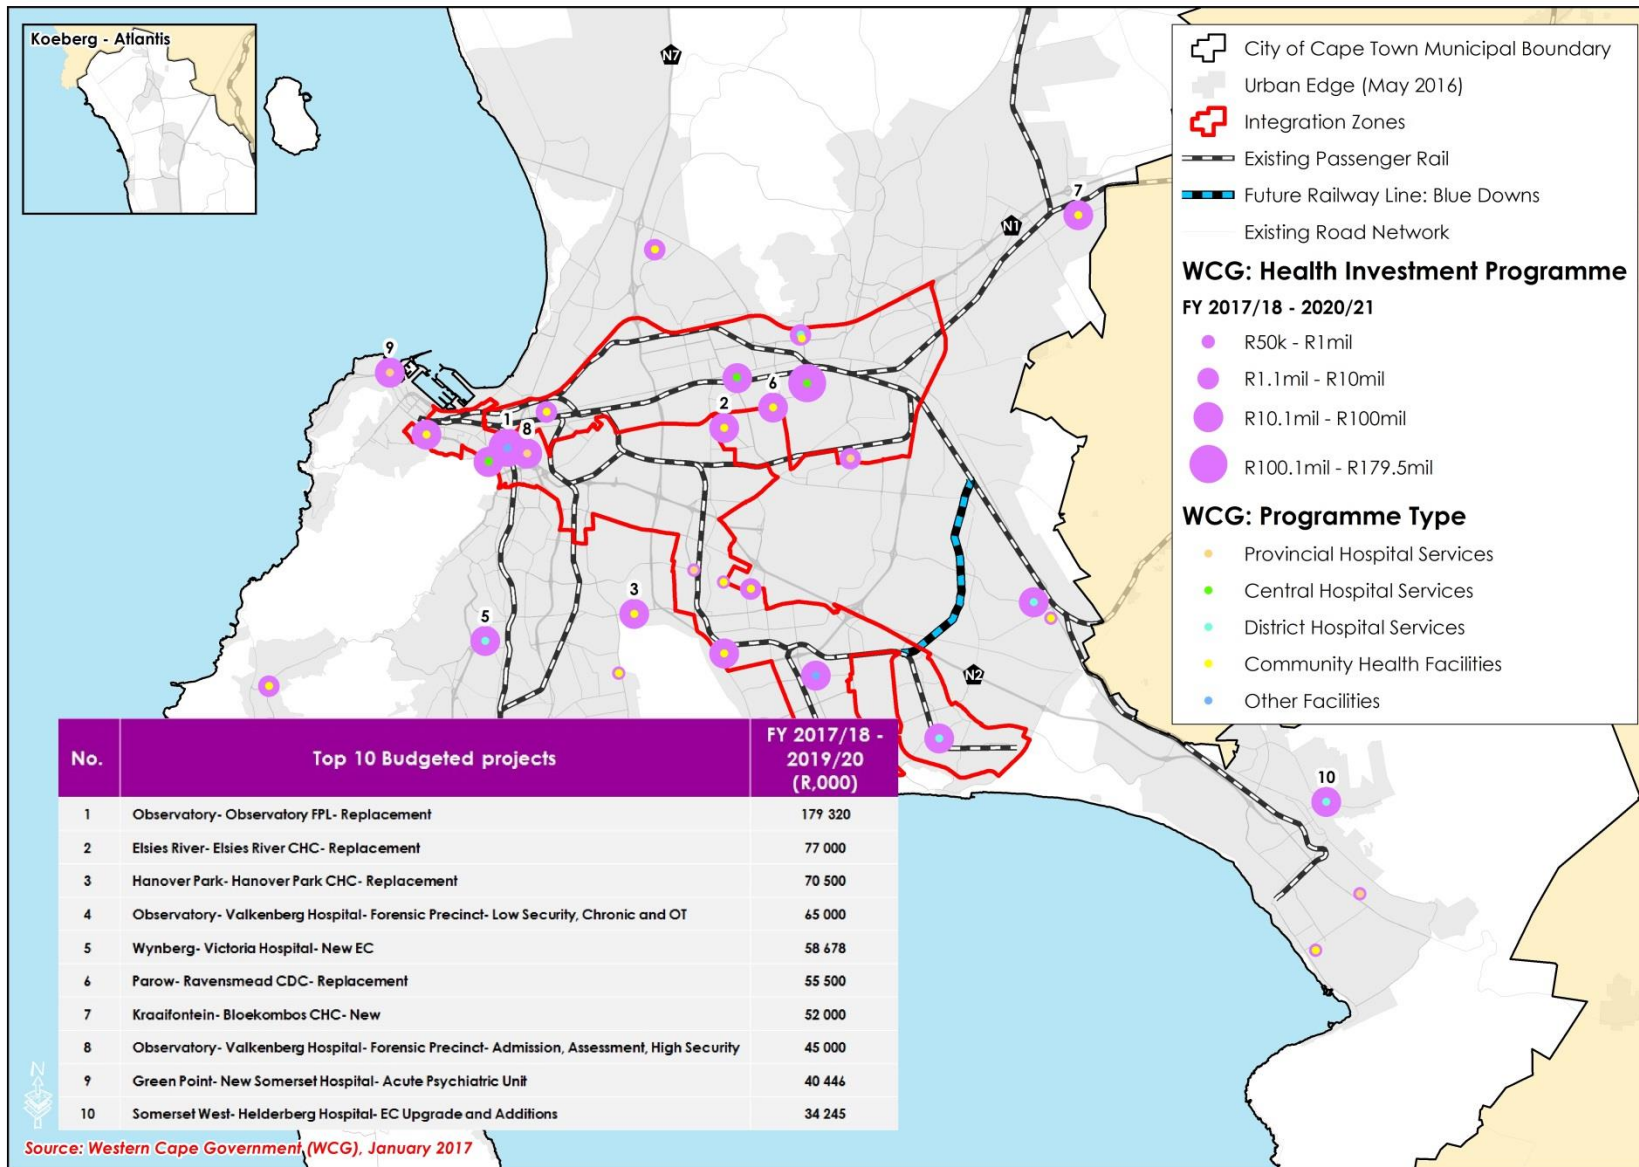 Koeberg - Atlantis
N7
N1
N2
7
9
6
2
1
8
3
5
10
City of Cape Town Municipal Boundary
Urban Edge (May 2016)
Integration Zones
Existing Passenger Rail
Future Railway Line: Blue Downs
Existing Road Network
WCG: Health Investment Programme
FY 2017/18 - 2020/21
R50k - R1mil
R1.1mil - R10mil
R10.1mil - R100mil
R100.1mil - R179.5mil
WCG: Programme Type
Provincial Hospital Services
Central Hospital Services
District Hospital Services
Community Health Facilities
Other Facilities
No. Top 10 Budgeted projects FY 2017/18 - 2019/20 (R,000)
1 Observatory- Observatory FPL- Replacement 179 320
2 Elsies River- Elsies River CHC- Replacement 77 000
3 Hanover Park- Hanover Park CHC- Replacement 70 500
4 Observatory- Valkenberg Hospital- Forensic Precinct- Low Security, Chronic and OT 65 000
5 Wynberg- Victoria Hospital- New EC 58 678
6 Parow- Ravensmead CDC- Replacement 55 500
7 Kraaifontein- Bloekombos CHC- New 52 000
8 Observatory- Valkenberg Hospital- Forensic Precinct- Admission, Assessment, High Security 45 000
9 Green Point- New Somerset Hospital- Acute Psychiatric Unit 40 446
10 Somerset West- Helderberg Hospital- EC Upgrade and Additions 34 245
N
Source: Western Cape Government (WCG), January 2017